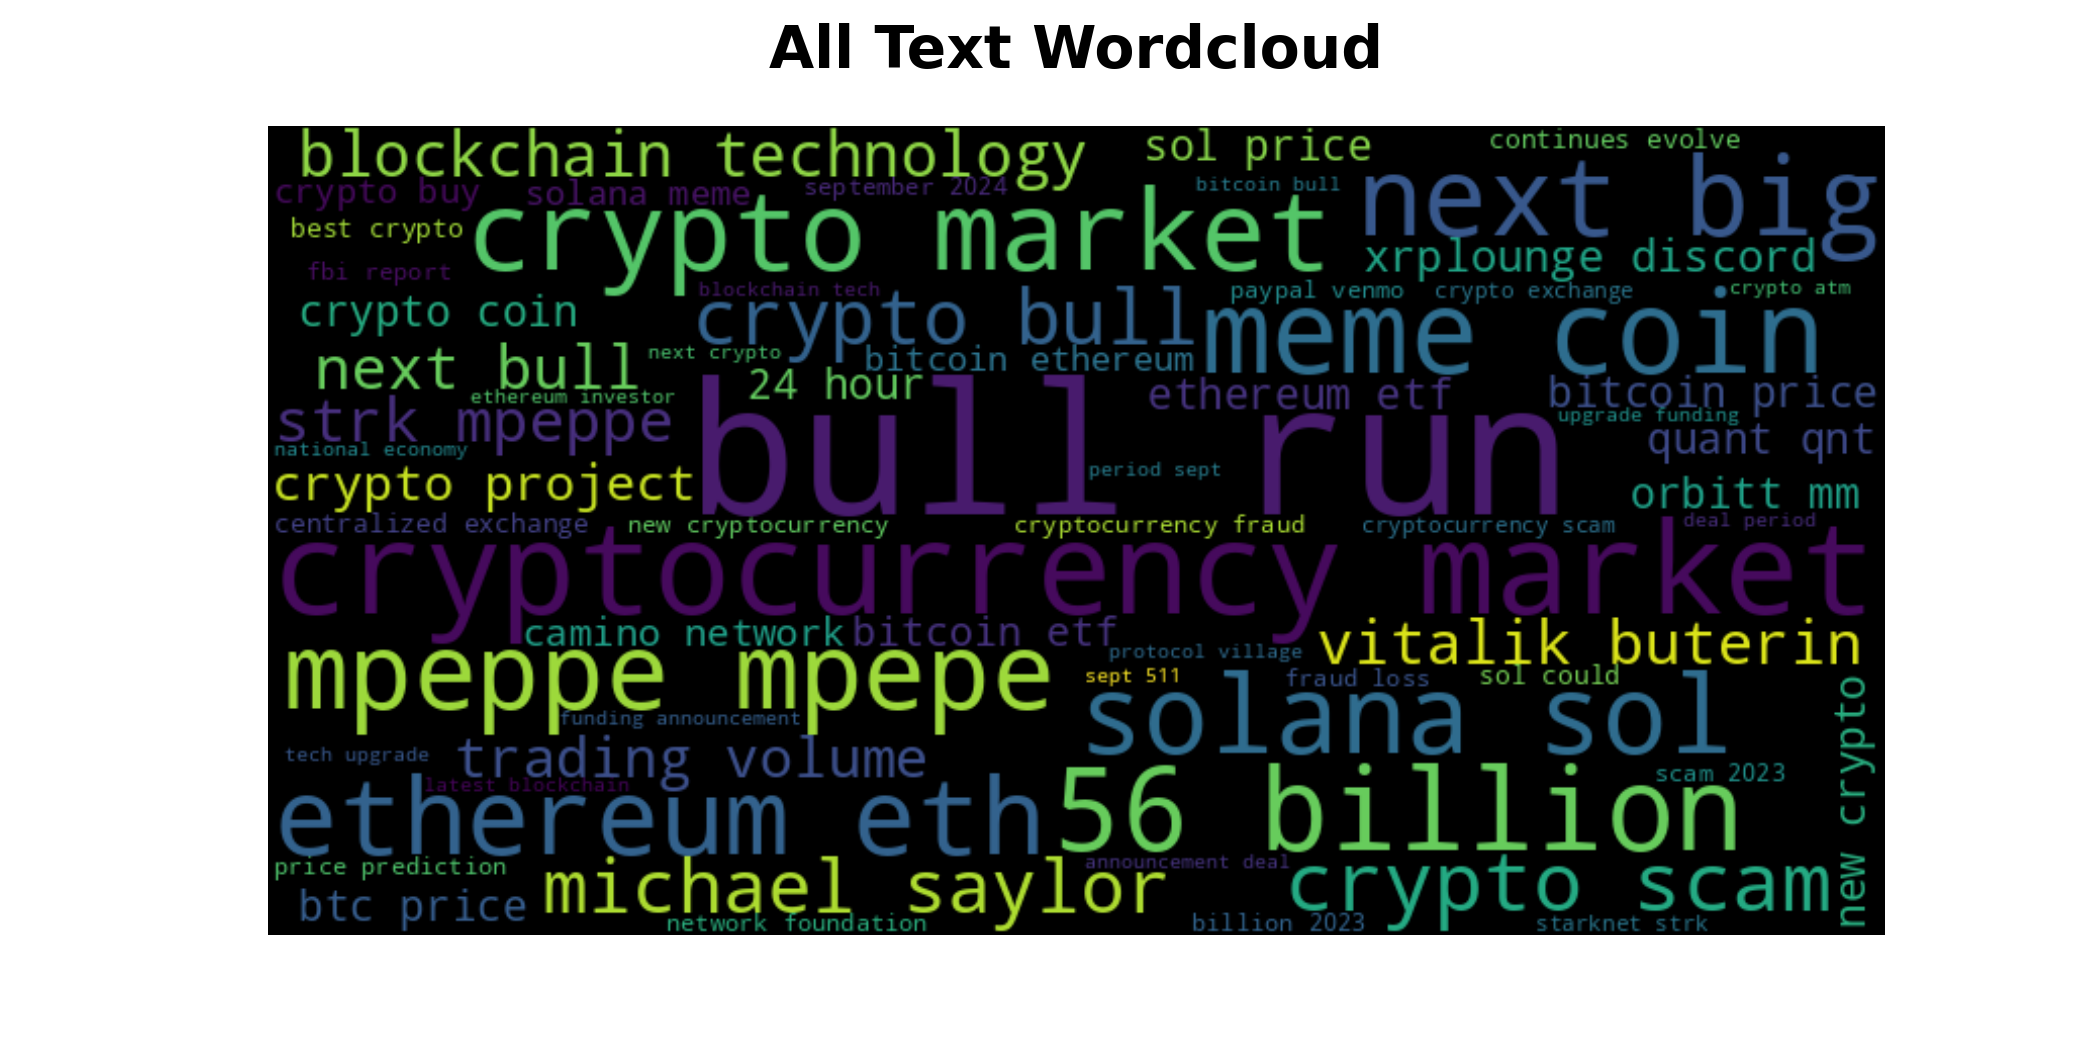 All Text Wordcloud
blockchain technology
sol price
continues evolve
crypto buy
solana meme
september 2024
bitcoin bull
next big
best crypto
crypto market
xrplounge discord
fbi report
blockchain tech
paypal venmo
crypto exchange
crypto atm
crypto coin
crypto bull
meme coin
next bull
next crypto
bitcoin ethereum
24 hour
ethereum etf
bitcoin price
ethereum investor
strk mpeppe
bull run
upgrade funding
quant qnt
national economy
period sept
crypto project
orbitt mm
centralized exchange
new cryptocurrency
cryptocurrency fraud
cryptocurrency scam
deal period
cryptocurrency market
camino network
bitcoin etf
protocol village
vitalik buterin
mpeppe mpepe
sept 511
fraud loss
sol could
solana sol
funding announcement
tech upgrade
trading volume
scam 2023
latest blockchain
ethereum eth
56 billion
new crypto
price prediction
announcement deal
btc price
michael saylor
crypto scam
network foundation
billion 2023
starknet strk